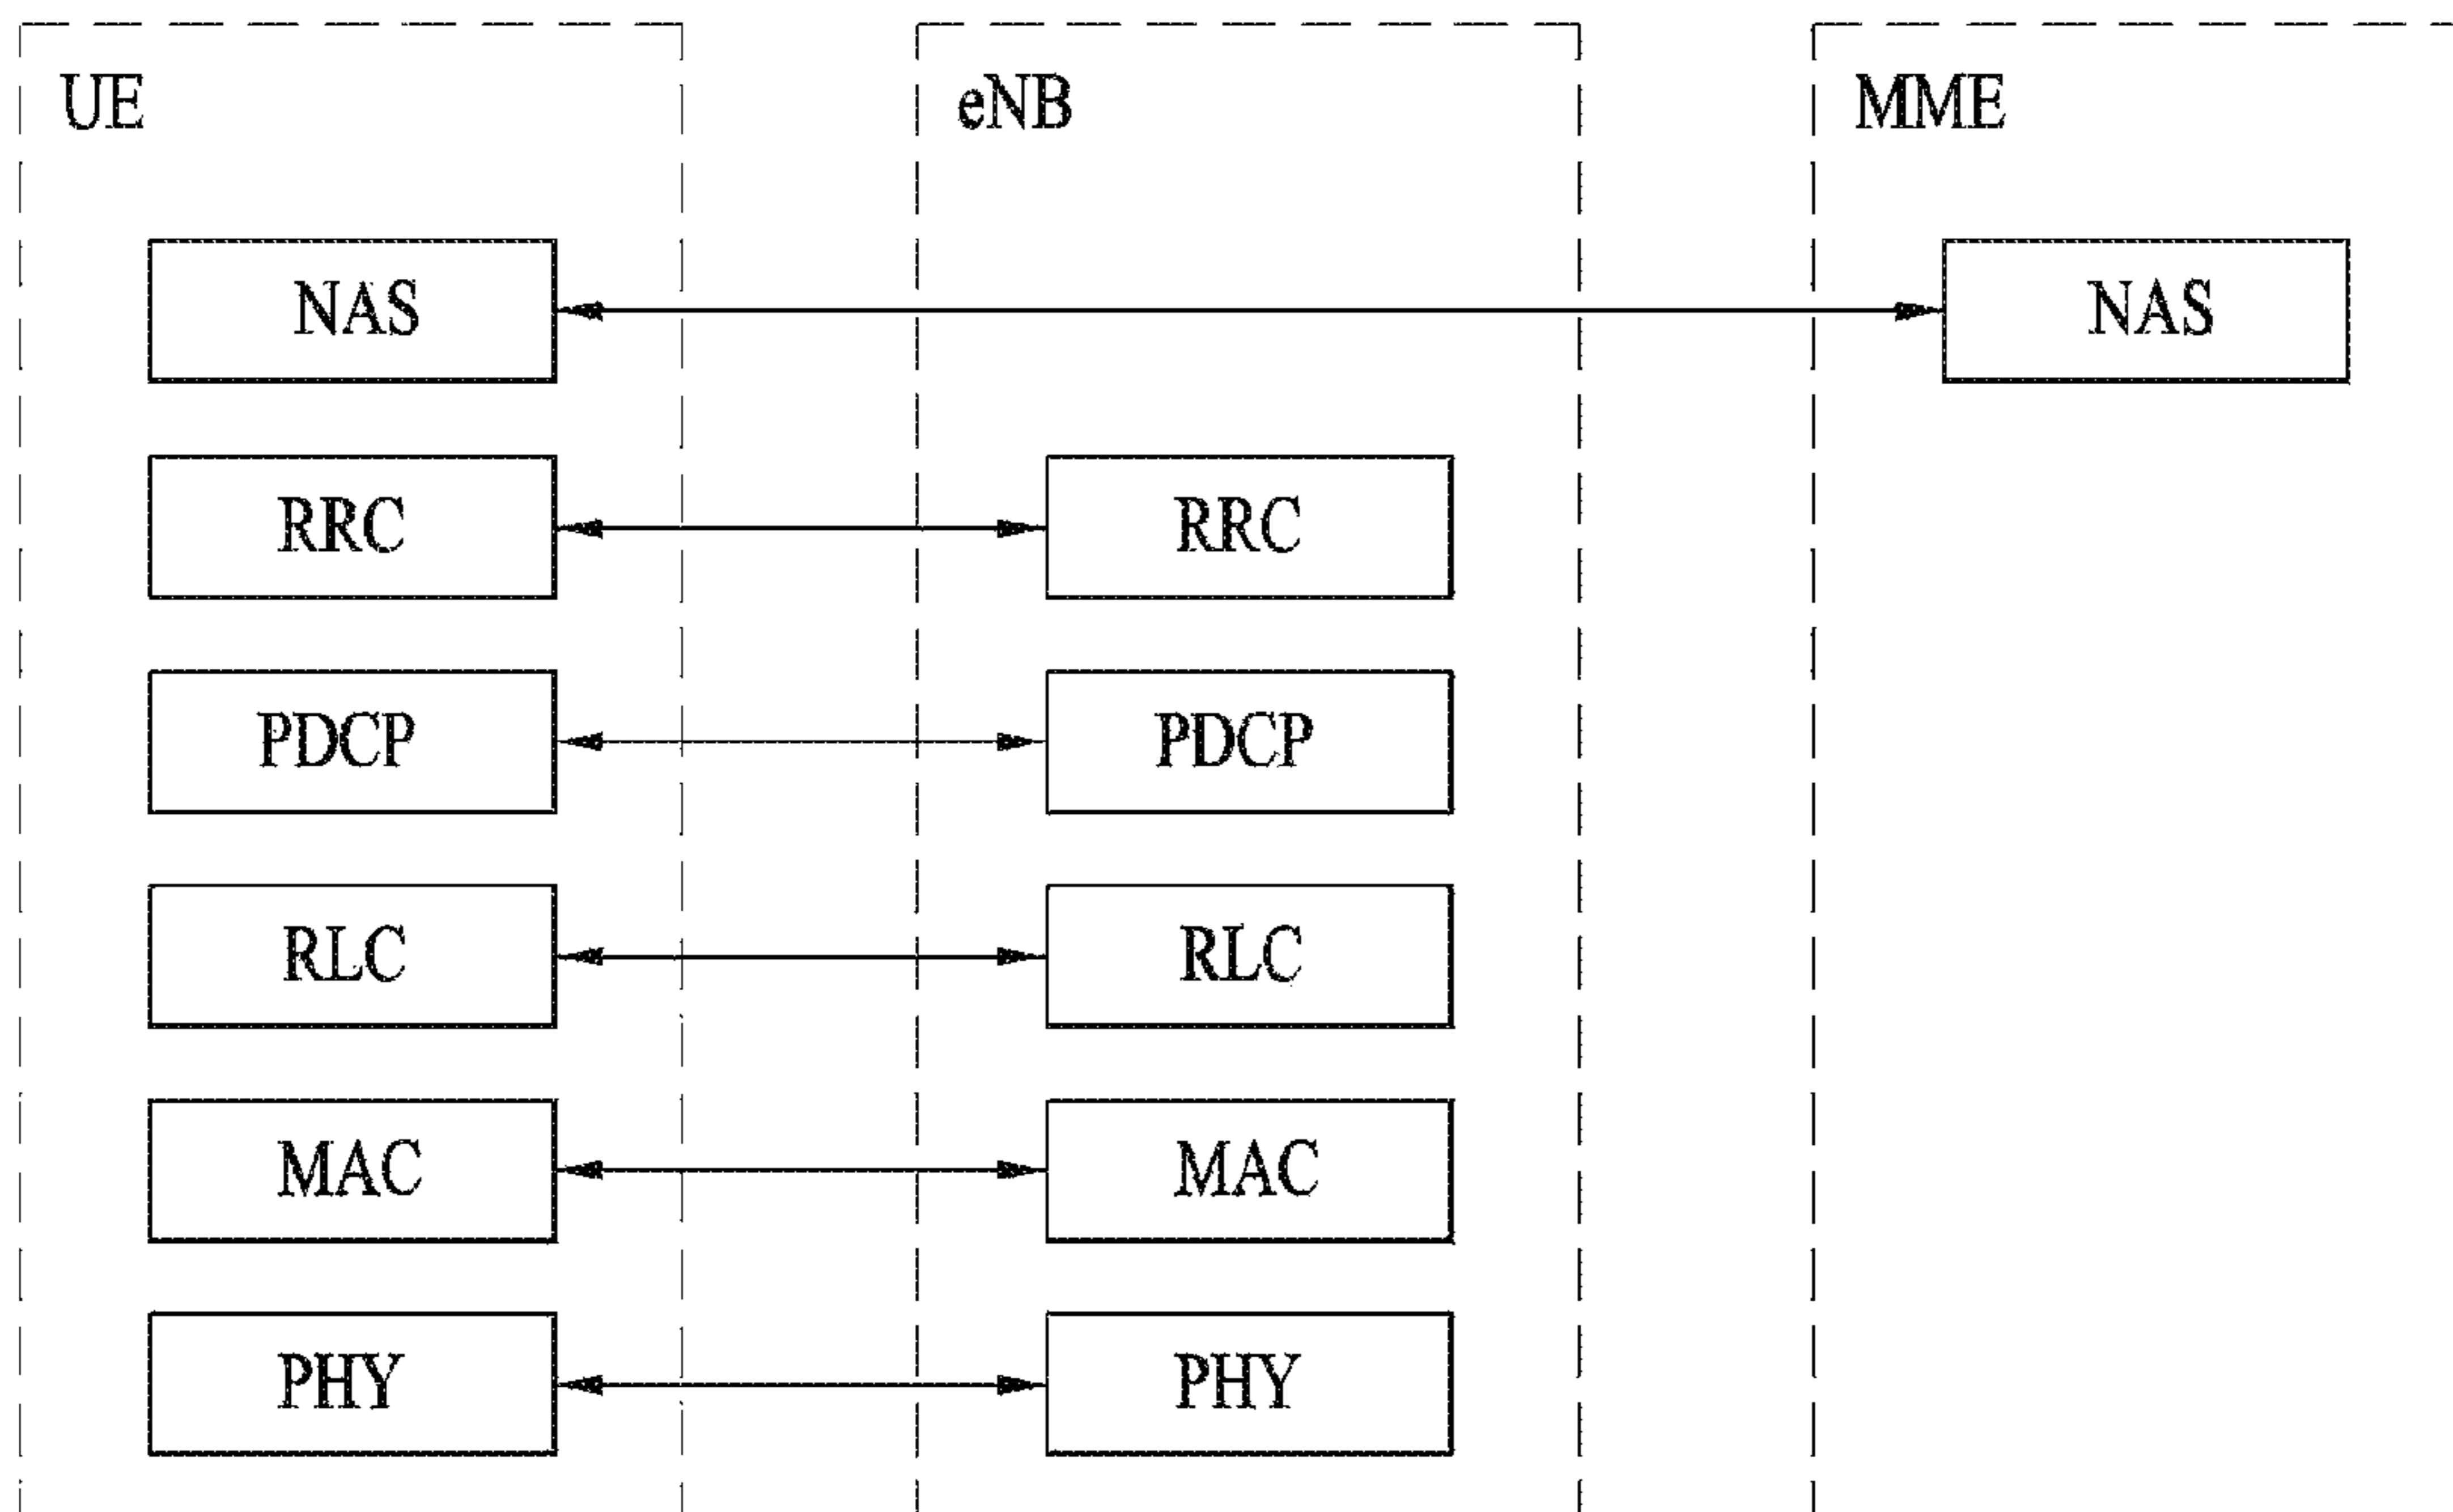 UE eNB MME
NAS NAS
RRC RRC
PDCP PDCP
RLC RLC
MAC MAC
PHY PHY